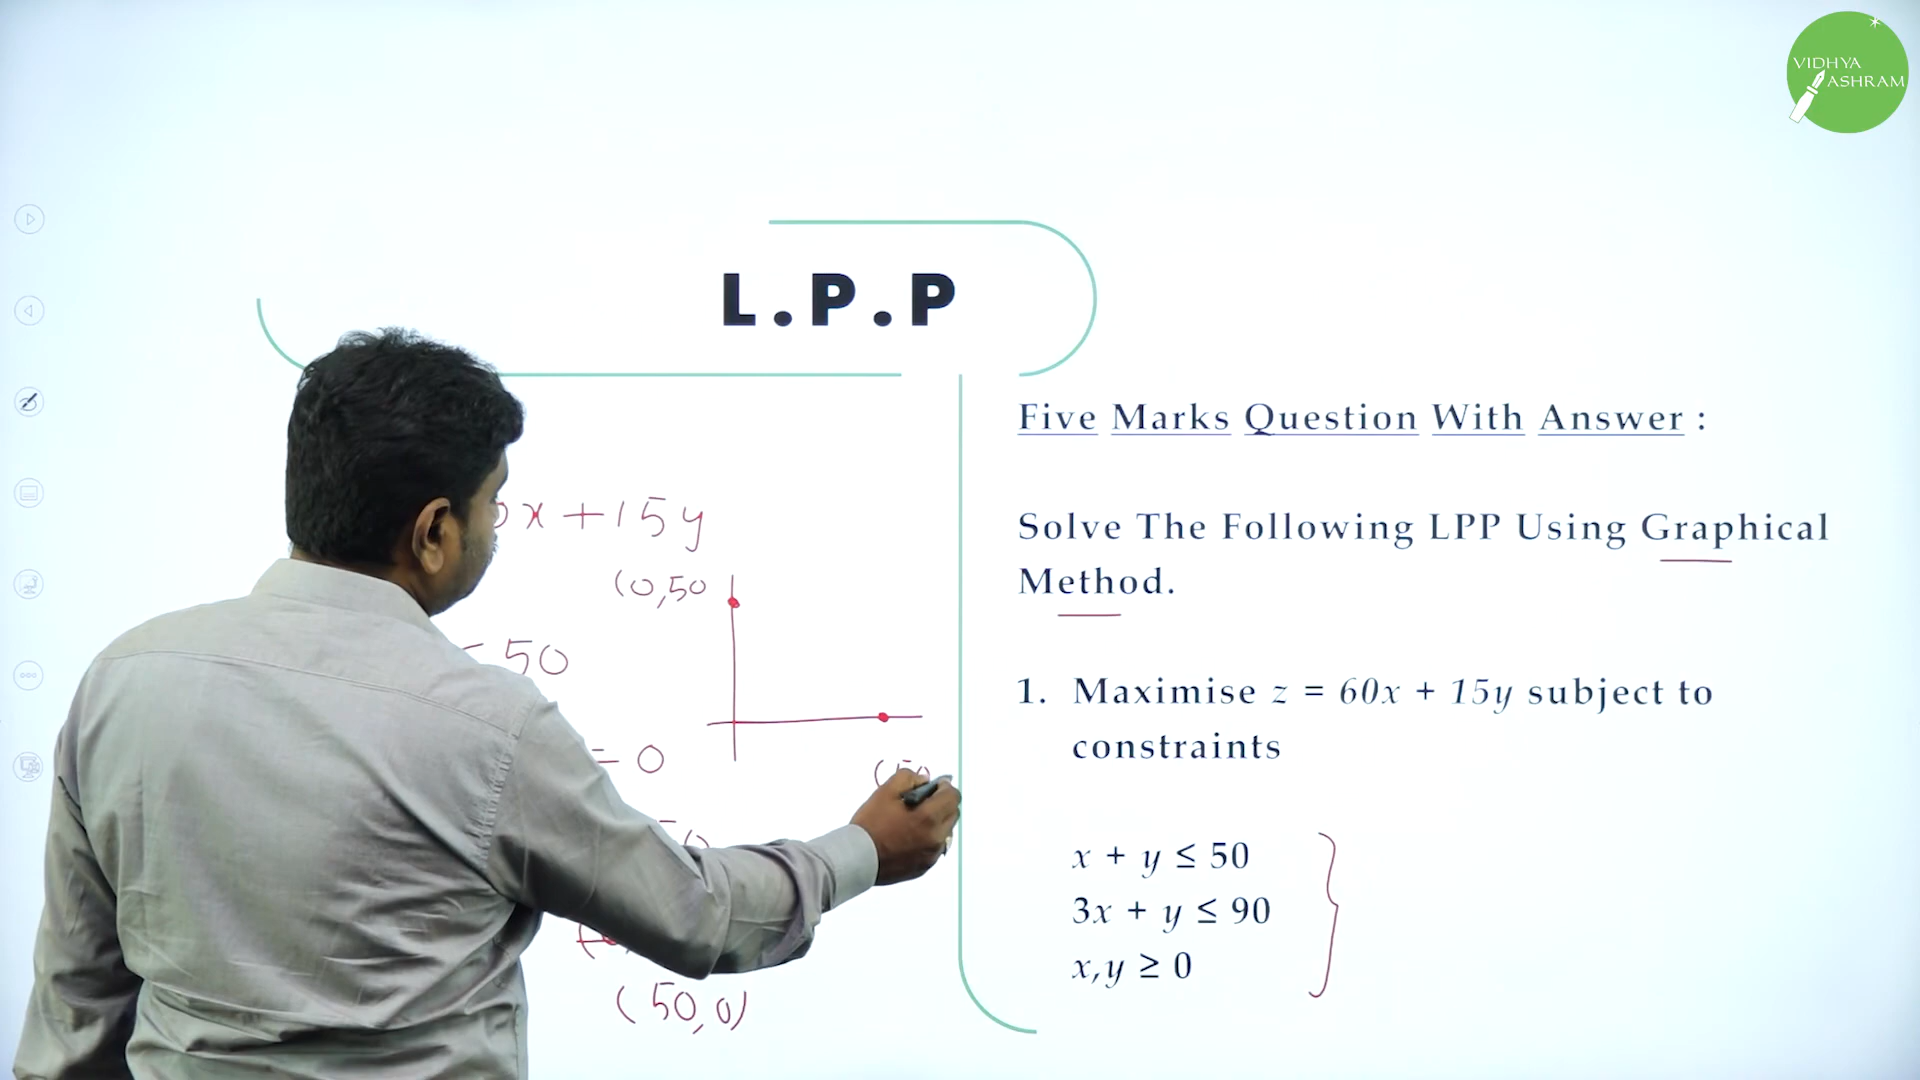 VIDHYA
ASHRAM
L.P.P
Five Marks Question With Answer :
Solve The Following LPP Using Graphical
Method.
1. Maximise z = 60x + 15y subject to
constraints
x + y ≤ 50
3x + y ≤ 90
x,y ≥ 0
x + 15y
(0,50
50
= 0
(50
(50,0)